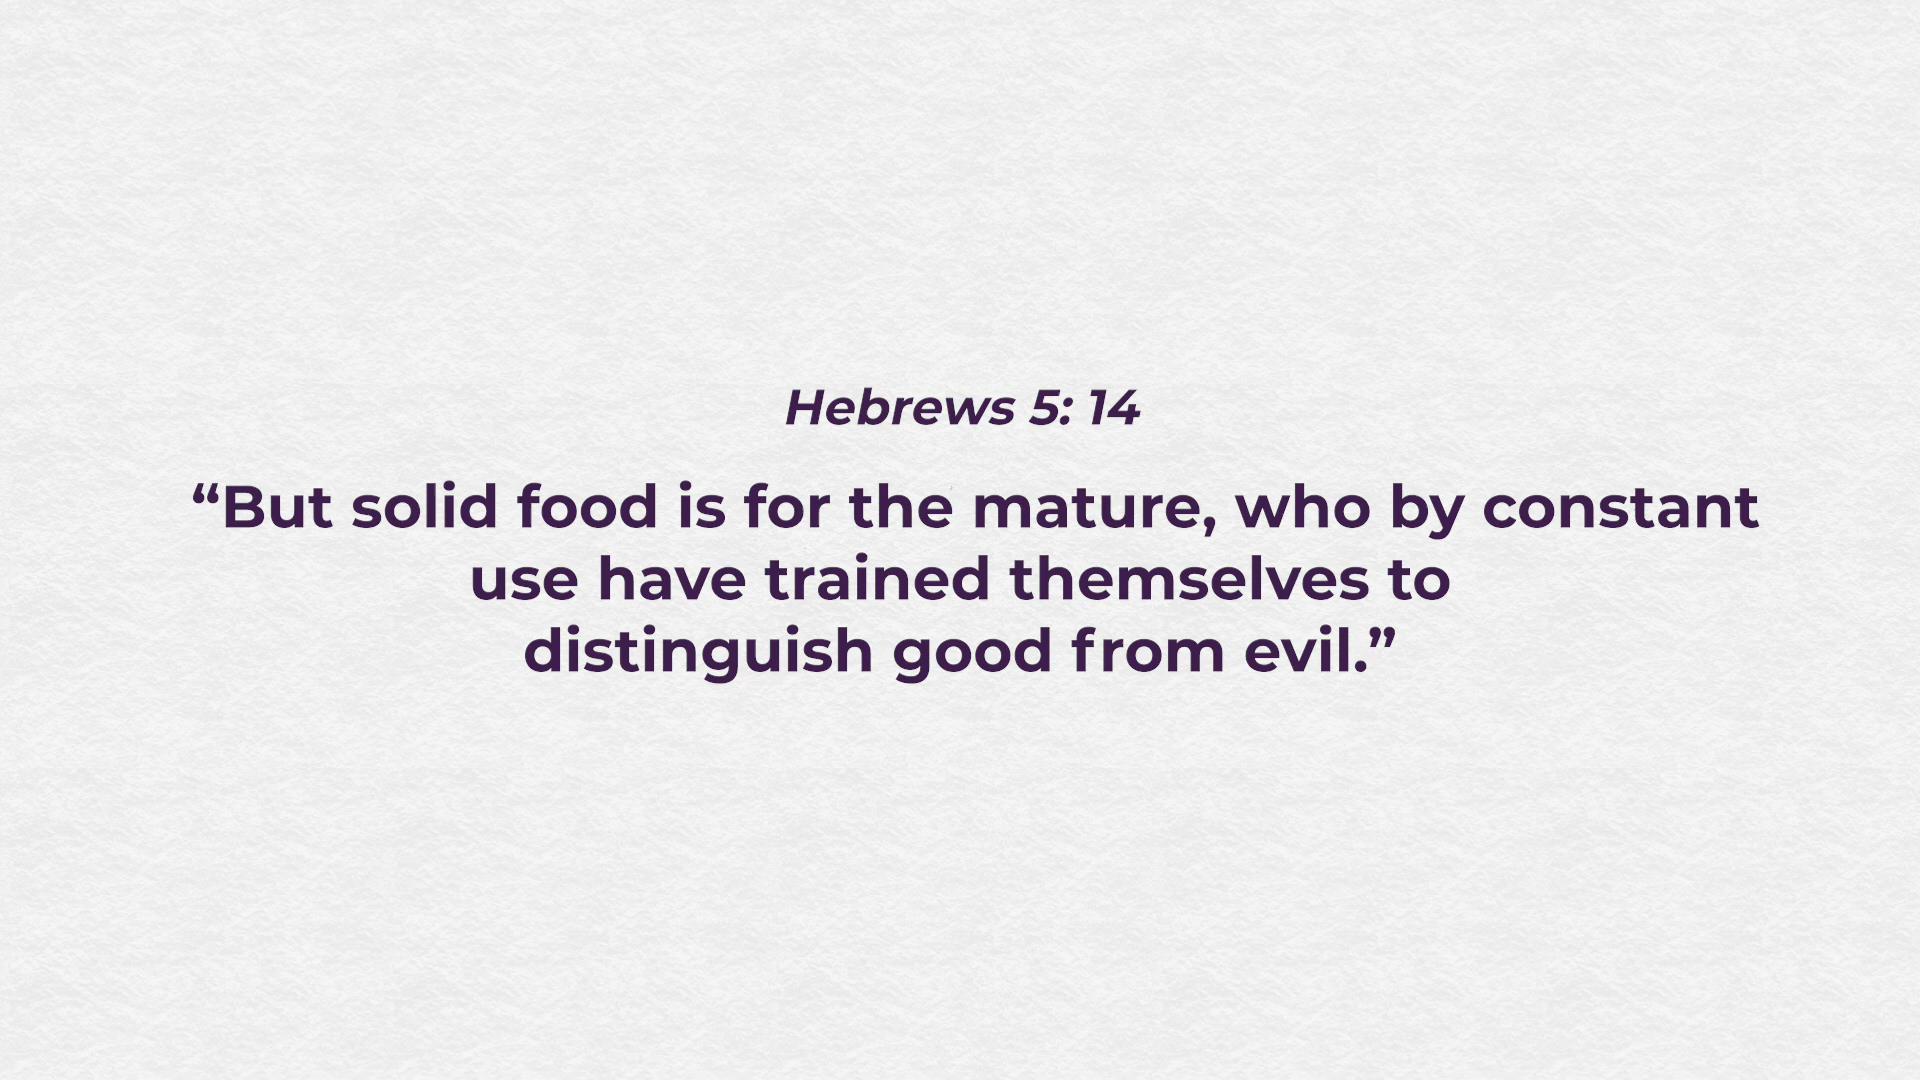 Hebrews 5: 14
“But solid food is for the mature, who by constant
use have trained themselves to
distinguish good from evil.”